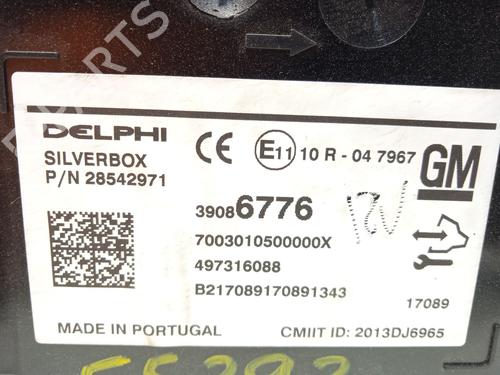 DELPHI
SILVERBOX
P/N 28542971
CE
E11 10 R - 04 7967
GM
39086776
7003010500000X
497316088
B217089170891343
17089
MADE IN PORTUGAL
CMIIT ID: 2013DJ6965